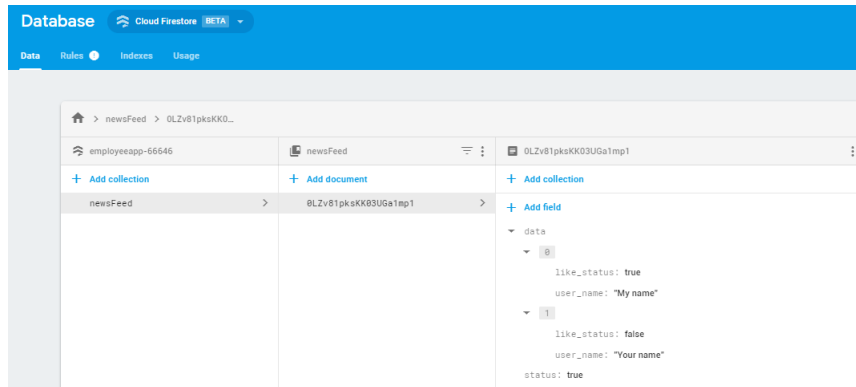 Database Cloud Firestore BETA
Data Rules Indexes Usage
newsFeed > 0LZv81pksKK0...
employeeapp-66646 newsFeed 0LZv81pksKK03UGa1mp1
+ Add collection + Add document + Add collection
newsFeed > 0LZv81pksKK03UGa1mp1 > + Add field
data
0
like_status: true
user_name: "My name"
1
like_status: false
user_name: "Your name"
status: true